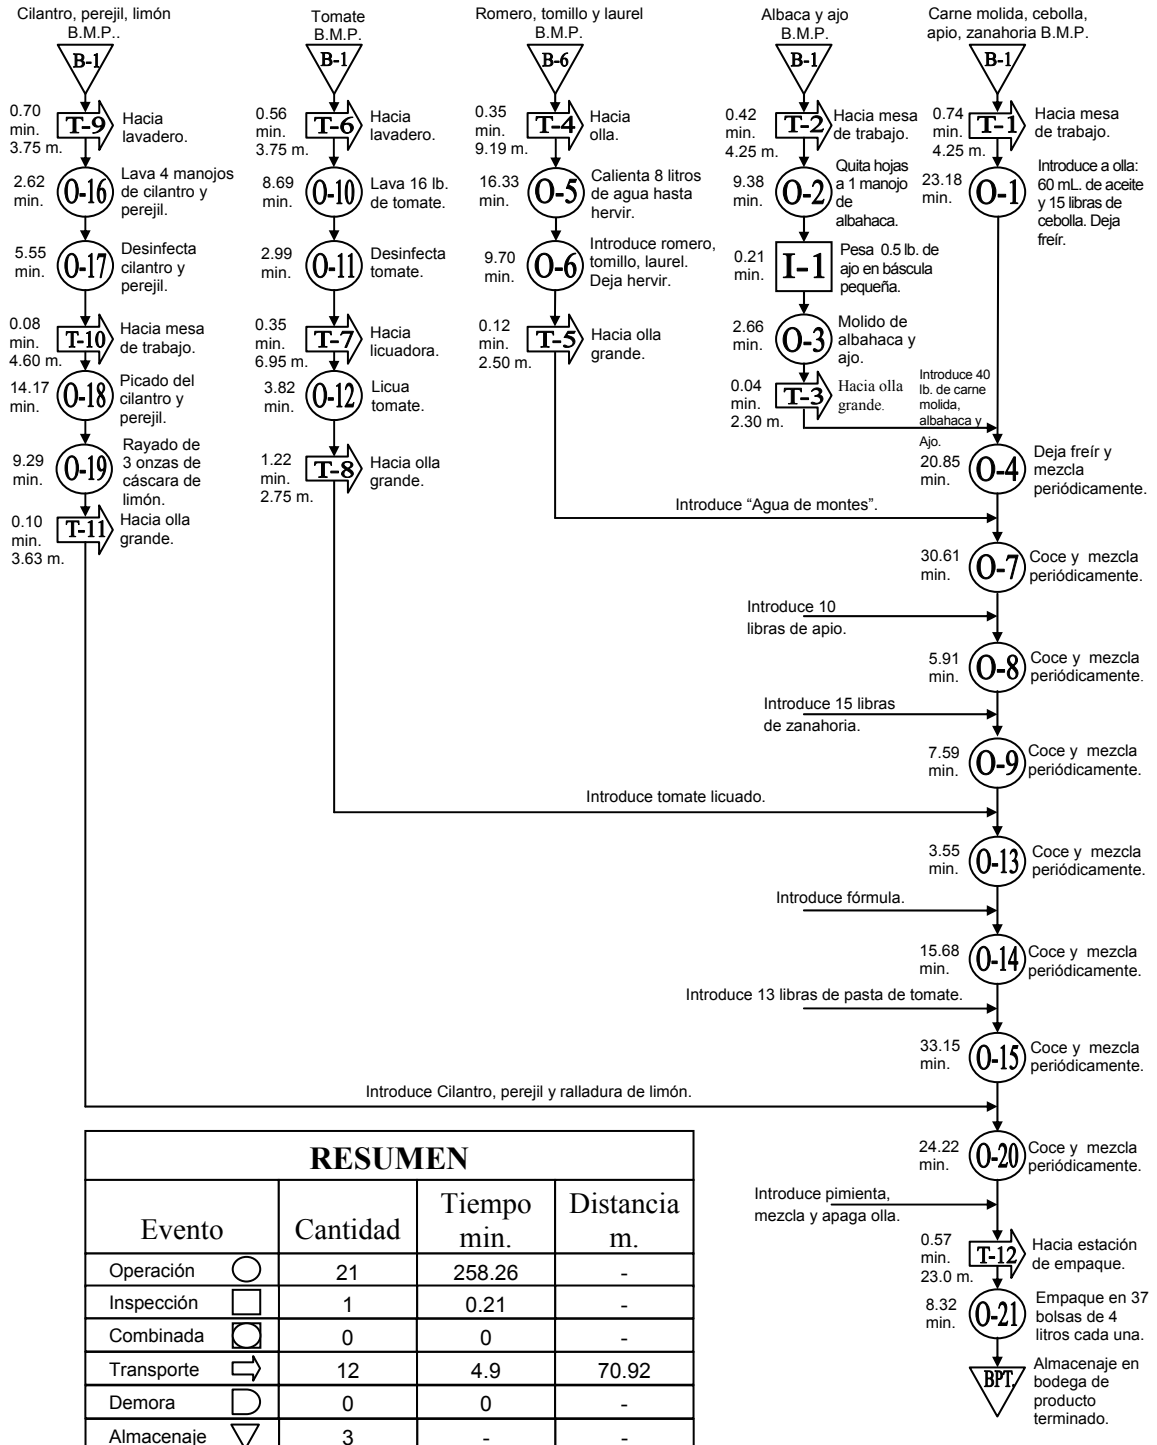 Cilantro, perejil, limón
B.M.P..
B-1
0.70
min.
3.75 m.
T-9
Hacia
lavadero.
2.62
min.
O-16
Lava 4 manojos
de cilantro y
perejil.
5.55
min.
O-17
Desinfecta
cilantro y
perejil.
0.08
min.
4.60 m.
T-10
Hacia mesa
de trabajo.
14.17
min.
O-18
Picado del
cilantro y
perejil.
9.29
min.
O-19
Rayado de
3 onzas de
cáscara de
limón.
0.10
min.
3.63 m.
T-11
Hacia olla
grande.
Tomate
B.M.P.
B-1
0.56
min.
3.75 m.
T-6
Hacia
lavadero.
8.69
min.
O-10
Lava 16 lb.
de tomate.
2.99
min.
O-11
Desinfecta
tomate.
0.35
min.
6.95 m.
T-7
Hacia
licuadora.
3.82
min.
O-12
Licua
tomate.
1.22
min.
2.75 m.
T-8
Hacia olla
grande.
Romero, tomillo y laurel
B.M.P.
B-6
0.35
min.
9.19 m.
T-4
Hacia
olla.
16.33
min.
O-5
Calienta 8 litros
de agua hasta
hervir.
9.70
min.
O-6
Introduce romero,
tomillo, laurel.
Deja hervir.
0.12
min.
2.50 m.
T-5
Hacia olla
grande.
Albaca y ajo
B.M.P.
B-1
0.42
min.
4.25 m.
T-2
Hacia mesa
de trabajo.
9.38
min.
O-2
Quita hojas
a 1 manojo
de
albahaca.
0.21
min.
I-1
Pesa 0.5 lb. de
ajo en báscula
pequeña.
2.66
min.
O-3
Molido de
albahaca y
ajo.
0.04
min.
2.30 m.
T-3
Hacia olla
grande.
Carne molida, cebolla,
apio, zanahoria B.M.P.
B-1
0.74
min.
4.25 m.
T-1
Hacia mesa
de trabajo.
23.18
min.
O-1
Introduce a olla:
60 mL. de aceite
y 15 libras de
cebolla. Deja
freír.
Introduce 40
lb. de carne
molida,
albahaca y
Ajo.
20.85
min.
O-4
Deja freír y
mezcla
periódicamente.
Introduce “Agua de montes”.
30.61
min.
O-7
Coce y mezcla
periódicamente.
Introduce 10
libras de apio.
5.91
min.
O-8
Coce y mezcla
periódicamente.
Introduce 15 libras
de zanahoria.
7.59
min.
O-9
Coce y mezcla
periódicamente.
Introduce tomate licuado.
3.55
min.
O-13
Coce y mezcla
periódicamente.
Introduce fórmula.
15.68
min.
O-14
Coce y mezcla
periódicamente.
Introduce 13 libras de pasta de tomate.
33.15
min.
O-15
Coce y mezcla
periódicamente.
Introduce Cilantro, perejil y ralladura de limón.
24.22
min.
O-20
Coce y mezcla
periódicamente.
Introduce pimienta,
mezcla y apaga olla.
0.57
min.
23.0 m.
T-12
Hacia estación
de empaque.
8.32
min.
O-21
Empaque en 37
bolsas de 4
litros cada una.
BPT.
Almacenaje en
bodega de
producto
terminado.
RESUMEN
Evento Cantidad Tiempo min. Distancia m.
Operación 21 258.26 -
Inspección 1 0.21 -
Combinada 0 0 -
Transporte 12 4.9 70.92
Demora 0 0 -
Almacenaje 3 - -